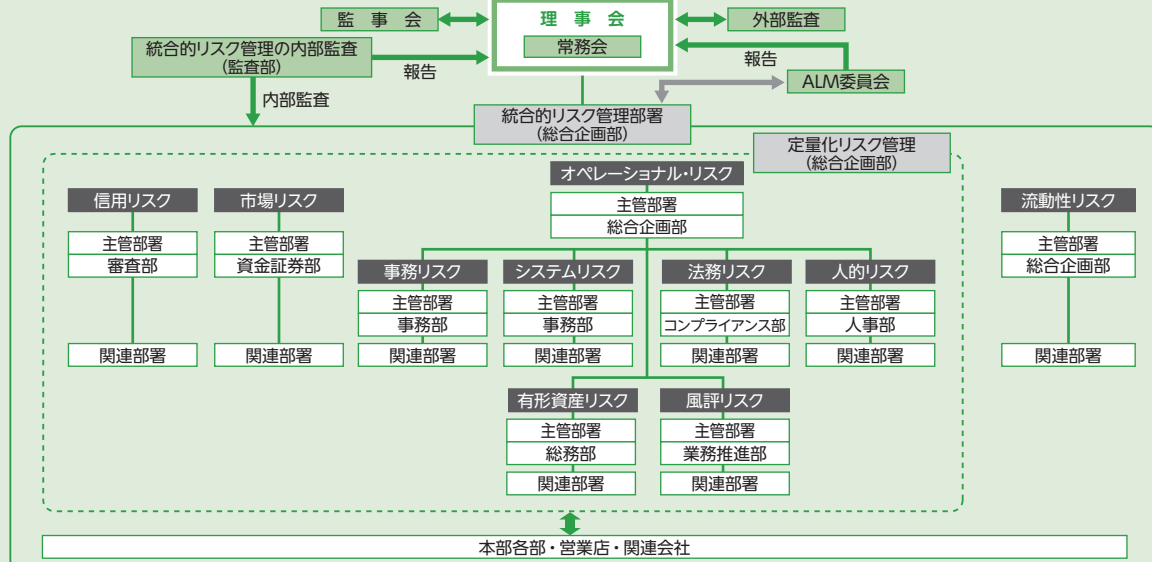 監事会
理事会
常務会
外部監査
統合的リスク管理の内部監査
(監査部)
報告
報告
ALM委員会
内部監査
統合的リスク管理部署
(総合企画部)
定量化リスク管理
(総合企画部)
オペレーショナル・リスク
主管部署
総合企画部
信用リスク
主管部署
審査部
関連部署
市場リスク
主管部署
資金証券部
関連部署
流動性リスク
主管部署
総合企画部
関連部署
事務リスク
主管部署
事務部
関連部署
システムリスク
主管部署
事務部
関連部署
法務リスク
主管部署
コンプライアンス部
関連部署
人的リスク
主管部署
人事部
関連部署
有形資産リスク
主管部署
総務部
関連部署
風評リスク
主管部署
業務推進部
関連部署
本部各部・営業店・関連会社